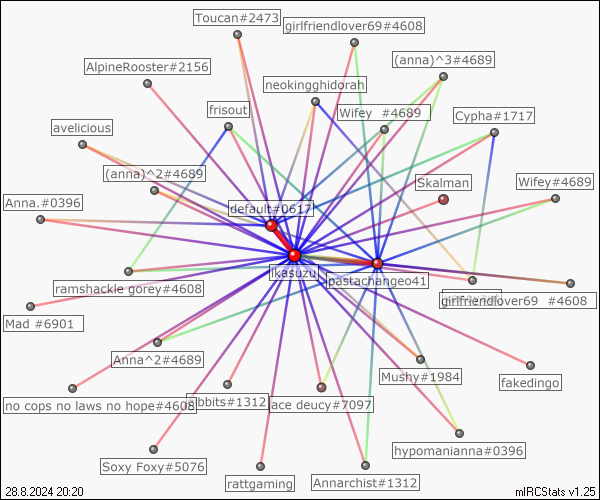 Toucan#2473
girlfriendlover69#4608
(anna)^3#4689
AlpineRooster#2156
neokingghidorah
frisout
Wifey #4689
Cypha#1717
avelicious
(anna)^2#4689
Skalman
Wifey#4689
Anna.#0396
default#0617
ikasuzu
pastachangeo41
ramshackle gorey#4608
girlfriendlover69 #4608
Mad #6901
Anna^2#4689
Mushy#1984
fakedingo
no cops no laws no hope#4608
bbits#1312
lace deucy#7097
hypomanianna#0396
Soxy Foxy#5076
rattgaming
Annarchist#1312
28.8.2024 20:20
mIRCStats v1.25